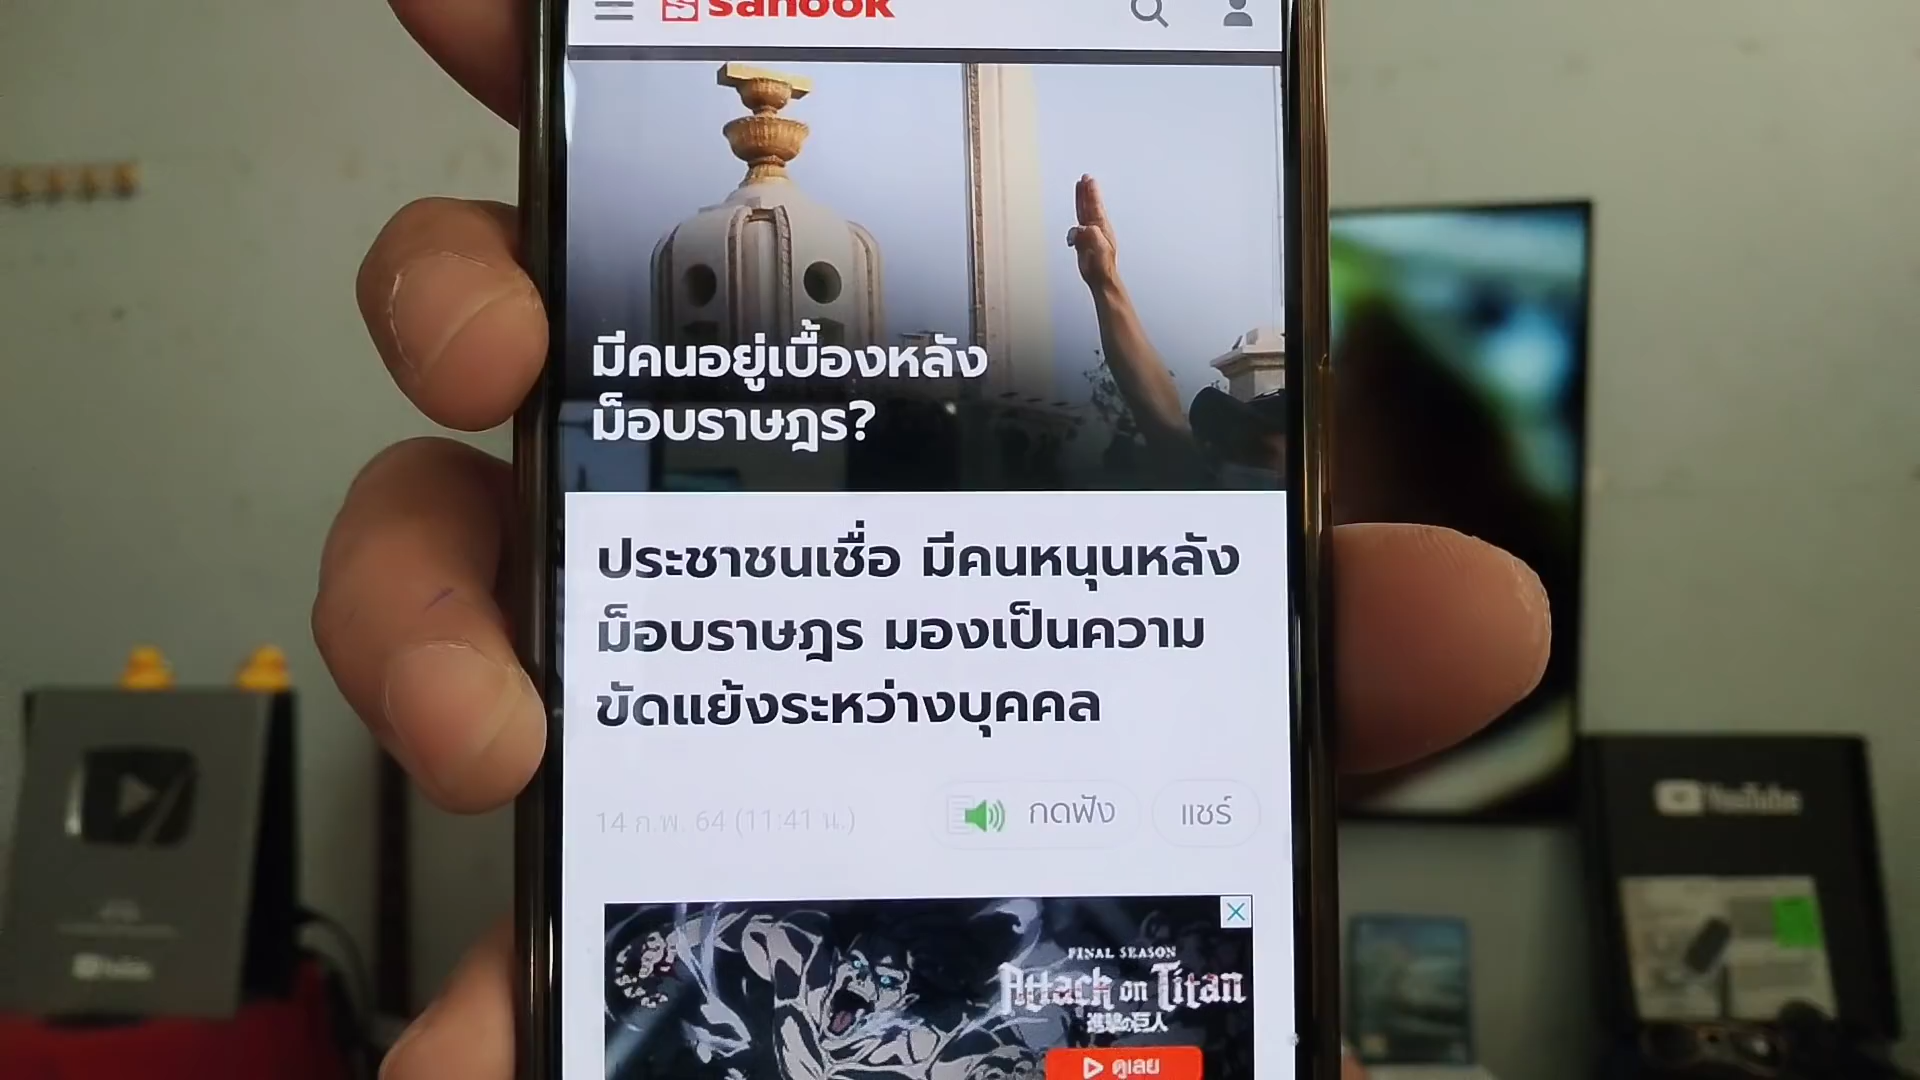 sanook
มีคนอยู่เบื้องหลัง
ม็อบราษฎร?
ประชาชนเชื่อ มีคนหนุนหลัง
ม็อบราษฎร มองเป็นความ
ขัดแย้งระหว่างบุคคล
14 ก.พ. 64 (11:41 น.)
กดฟัง
แชร์
FINAL SEASON
Attack on Titan
進撃の巨人
ดูเลย
YouTube
YouTube